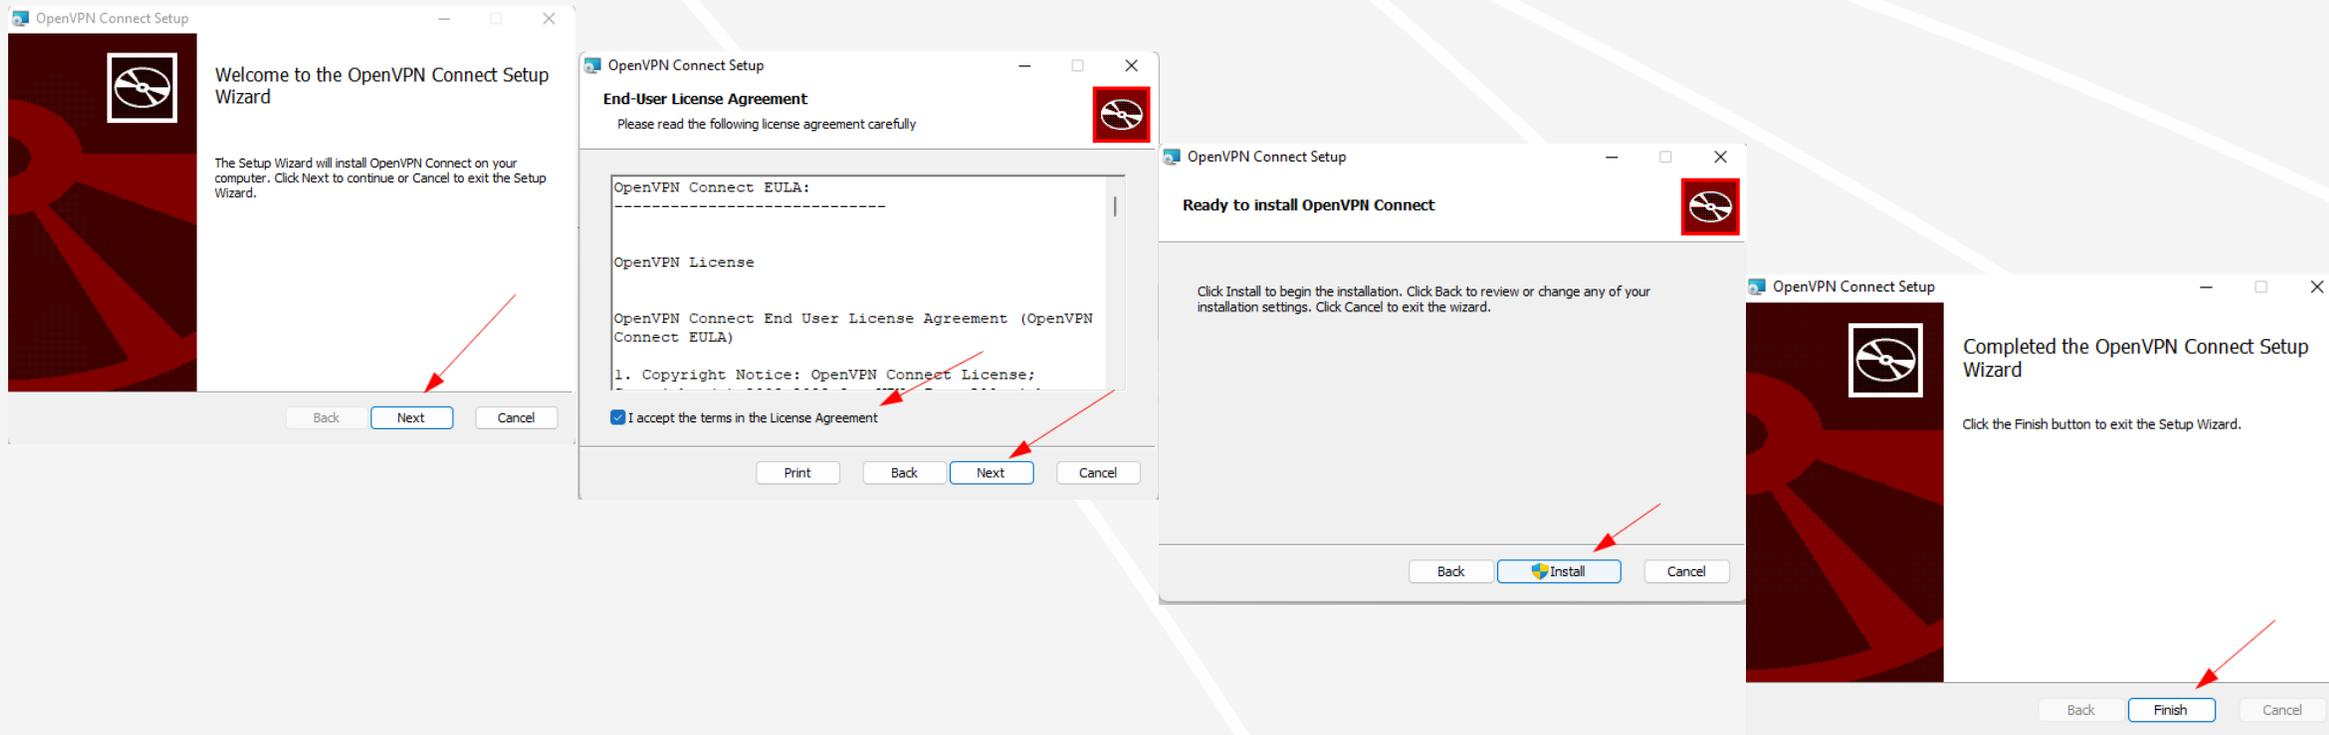 OpenVPN Connect Setup
Welcome to the OpenVPN Connect Setup
Wizard
The Setup Wizard will install OpenVPN Connect on your
computer. Click Next to continue or Cancel to exit the Setup
Wizard.
Back
Next
Cancel
OpenVPN Connect Setup
End-User License Agreement
Please read the following license agreement carefully
OpenVPN Connect EULA:
-----------------------------
OpenVPN License
OpenVPN Connect End User License Agreement (OpenVPN
Connect EULA)
1. Copyright Notice: OpenVPN Connect License;
I accept the terms in the License Agreement
Print
Back
Next
Cancel
OpenVPN Connect Setup
Ready to install OpenVPN Connect
Click Install to begin the installation. Click Back to review or change any of your
installation settings. Click Cancel to exit the wizard.
Back
Install
Cancel
OpenVPN Connect Setup
Completed the OpenVPN Connect Setup
Wizard
Click the Finish button to exit the Setup Wizard.
Back
Finish
Cancel